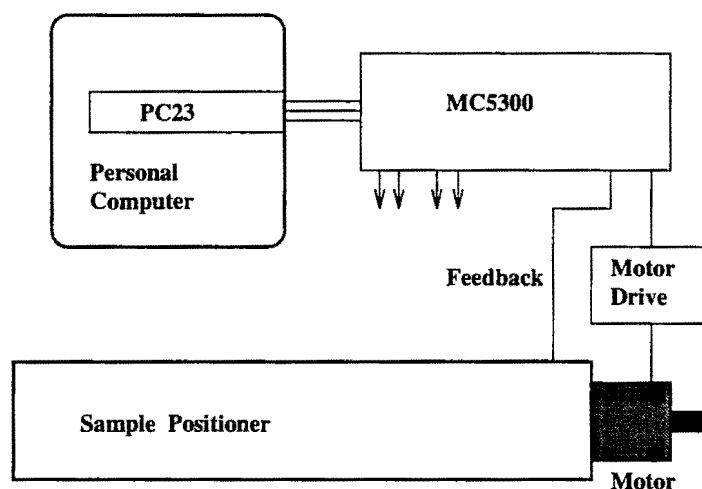 PC23
MC5300
Personal
Computer
Feedback
Motor
Drive
Sample Positioner
Motor